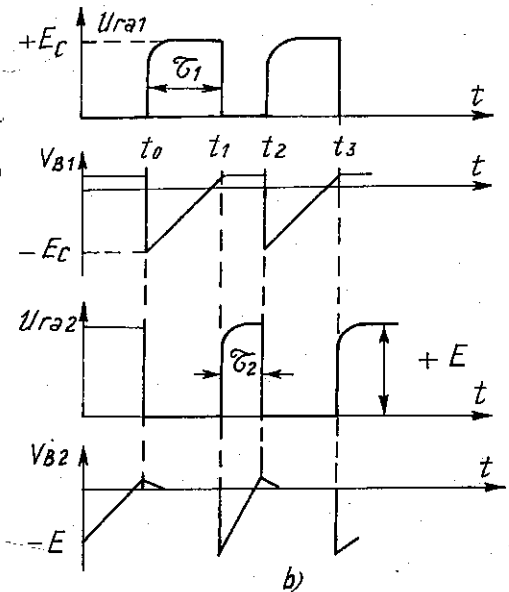 Ura1
+Ec
τ1
t
VB1
t0 t1 t2 t3
t
-Ec
Ura2
τ2
+E
t
VB2
t
-E
b)